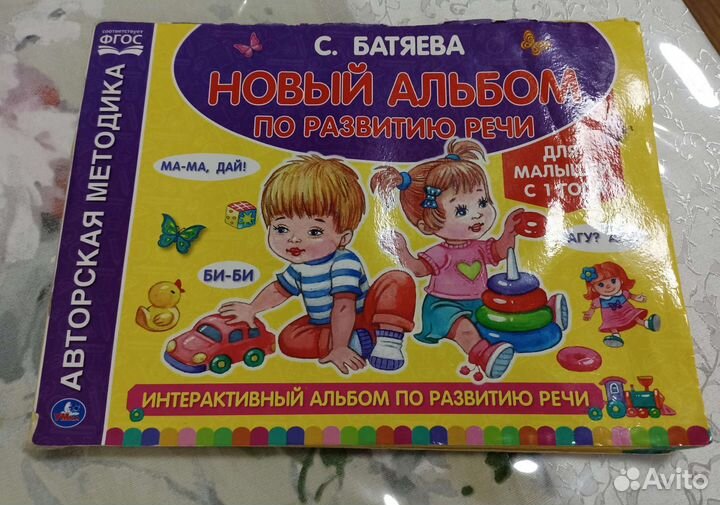 соответствует
ФГОС
С. БАТЯЕВА
НОВЫЙ АЛЬБОМ
ПО РАЗВИТИЮ РЕЧИ
АВТОРСКАЯ МЕТОДИКА
ДЛЯ
С 1
МА-МА, ДАЙ!
АГУ?
БИ-БИ
ИНТЕРАКТИВНЫЙ АЛЬБОМ ПО РАЗВИТИЮ РЕЧИ
Avito